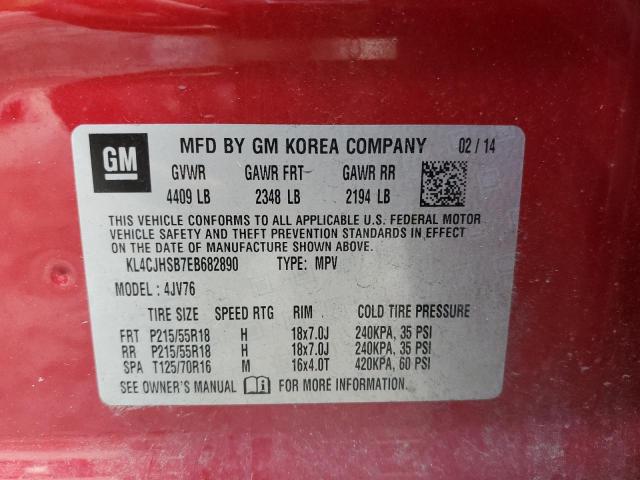 GM
MFD BY GM KOREA COMPANY 02 / 14
GVWR GAWR FRT GAWR RR
4409 LB 2348 LB 2194 LB
THIS VEHICLE CONFORMS TO ALL APPLICABLE U.S. FEDERAL MOTOR
VEHICLE SAFETY AND THEFT PREVENTION STANDARDS IN EFFECT
ON THE DATE OF MANUFACTURE SHOWN ABOVE.
KL4CJHSB7EB682890 TYPE: MPV
MODEL : 4JV76
TIRE SIZE SPEED RTG RIM COLD TIRE PRESSURE
FRT P215/55R18 H 18x7.0J 240KPA, 35 PSI
RR P215/55R18 H 18x7.0J 240KPA, 35 PSI
SPA T125/70R16 M 16x4.0T 420KPA, 60 PSI
SEE OWNER'S MANUAL FOR MORE INFORMATION.